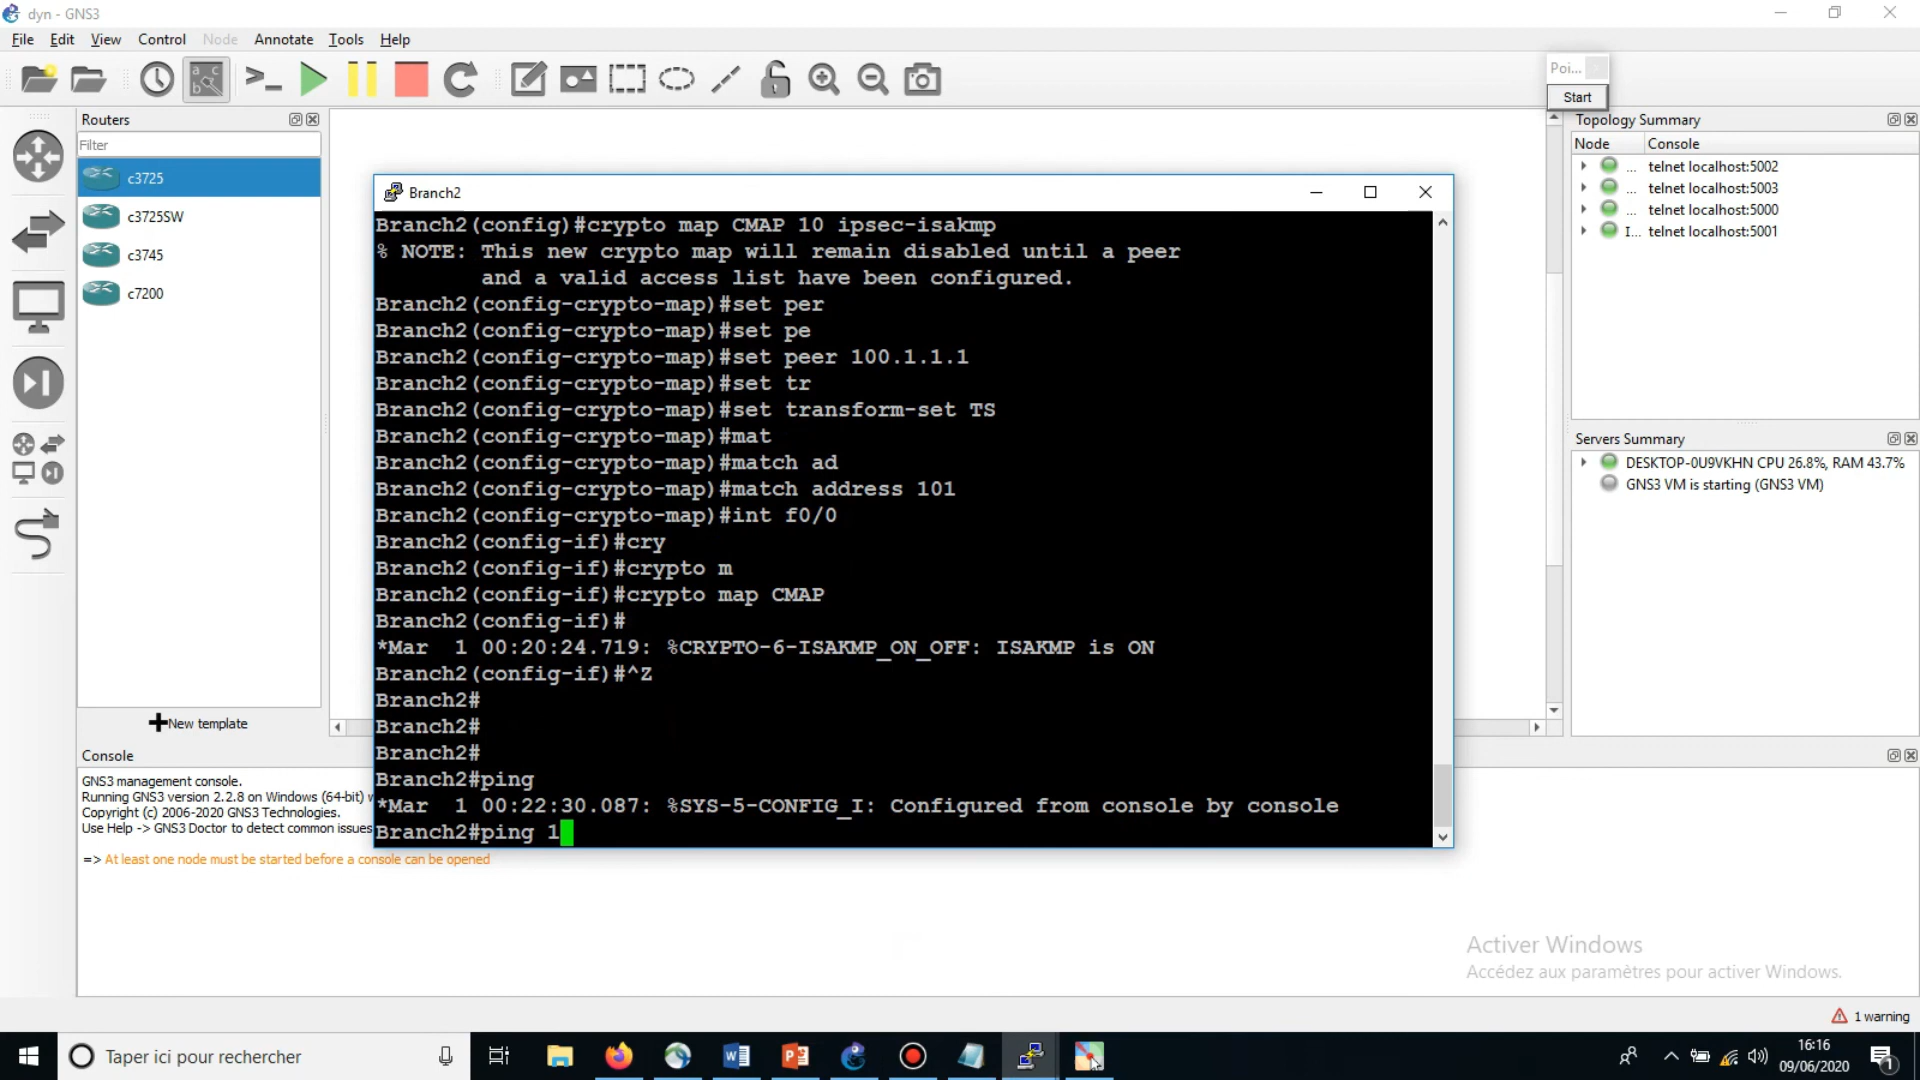 dyn - GNS3
File Edit View Control Node Annotate Tools Help
Poi...
Start
Routers
Filter
c3725
c3725SW
c3745
c7200
New template
Topology Summary
Node Console
... telnet localhost:5002
... telnet localhost:5003
... telnet localhost:5000
I... telnet localhost:5001
Servers Summary
DESKTOP-0U9VKHN CPU 26.8%, RAM 43.7%
GNS3 VM is starting (GNS3 VM)
Branch2
Branch2(config)#crypto map CMAP 10 ipsec-isakmp
% NOTE: This new crypto map will remain disabled until a peer
and a valid access list have been configured.
Branch2(config-crypto-map)#set per
Branch2(config-crypto-map)#set pe
Branch2(config-crypto-map)#set peer 100.1.1.1
Branch2(config-crypto-map)#set tr
Branch2(config-crypto-map)#set transform-set TS
Branch2(config-crypto-map)#mat
Branch2(config-crypto-map)#match ad
Branch2(config-crypto-map)#match address 101
Branch2(config-crypto-map)#int f0/0
Branch2(config-if)#cry
Branch2(config-if)#crypto m
Branch2(config-if)#crypto map CMAP
Branch2(config-if)#
*Mar  1 00:20:24.719: %CRYPTO-6-ISAKMP_ON_OFF: ISAKMP is ON
Branch2(config-if)#^Z
Branch2#
Branch2#
Branch2#
Branch2#ping
*Mar  1 00:22:30.087: %SYS-5-CONFIG_I: Configured from console by console
Branch2#ping 1
Console
GNS3 management console.
Running GNS3 version 2.2.8 on Windows (64-bit)
Copyright (c) 2006-2020 GNS3 Technologies.
Use Help -> GNS3 Doctor to detect common issues
=> At least one node must be started before a console can be opened
Activer Windows
Accédez aux paramètres pour activer Windows.
1 warning
Taper ici pour rechercher
16:16
09/06/2020
1